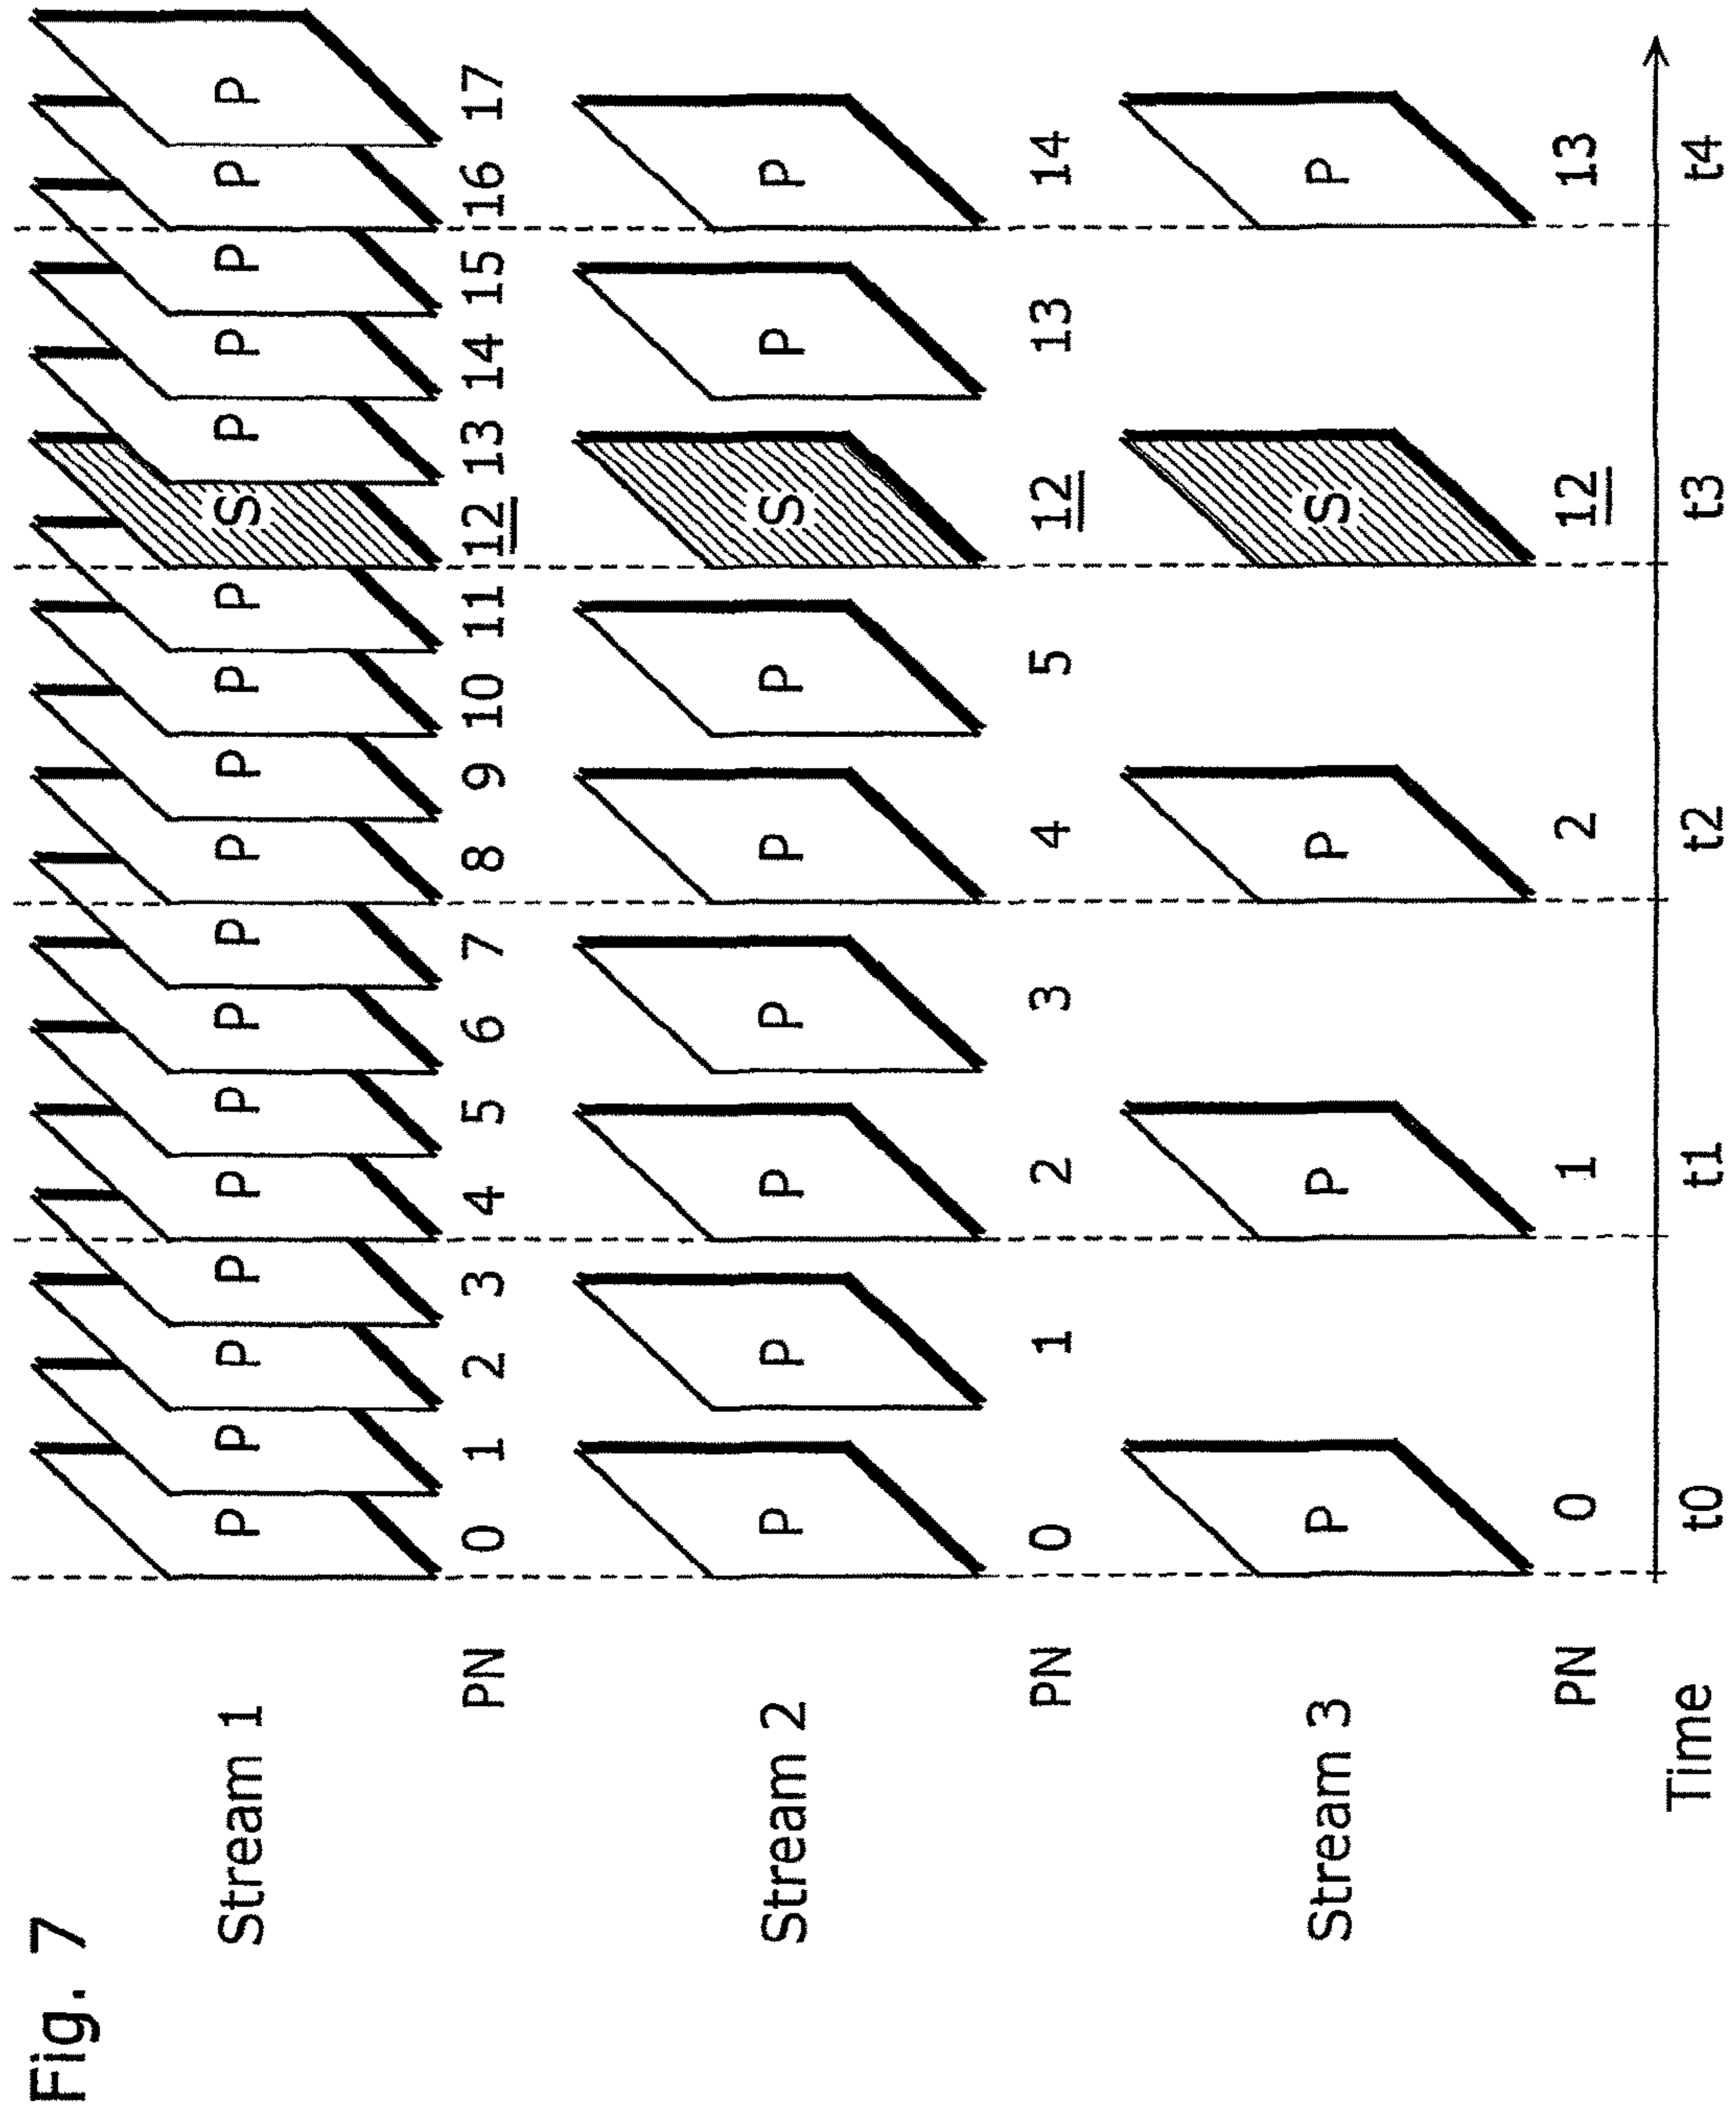 Fig. 7
Stream 1
P P P P P P P P P P P P S P P P P P
PN 0 1 2 3 4 5 6 7 8 9 10 11 12 13 14 15 16 17
Stream 2
P P P P P P S P P
PN 0 1 2 3 4 5 12 13 14
Stream 3
P P P S P
PN 0 1 2 12 13
Time t0 t1 t2 t3 t4